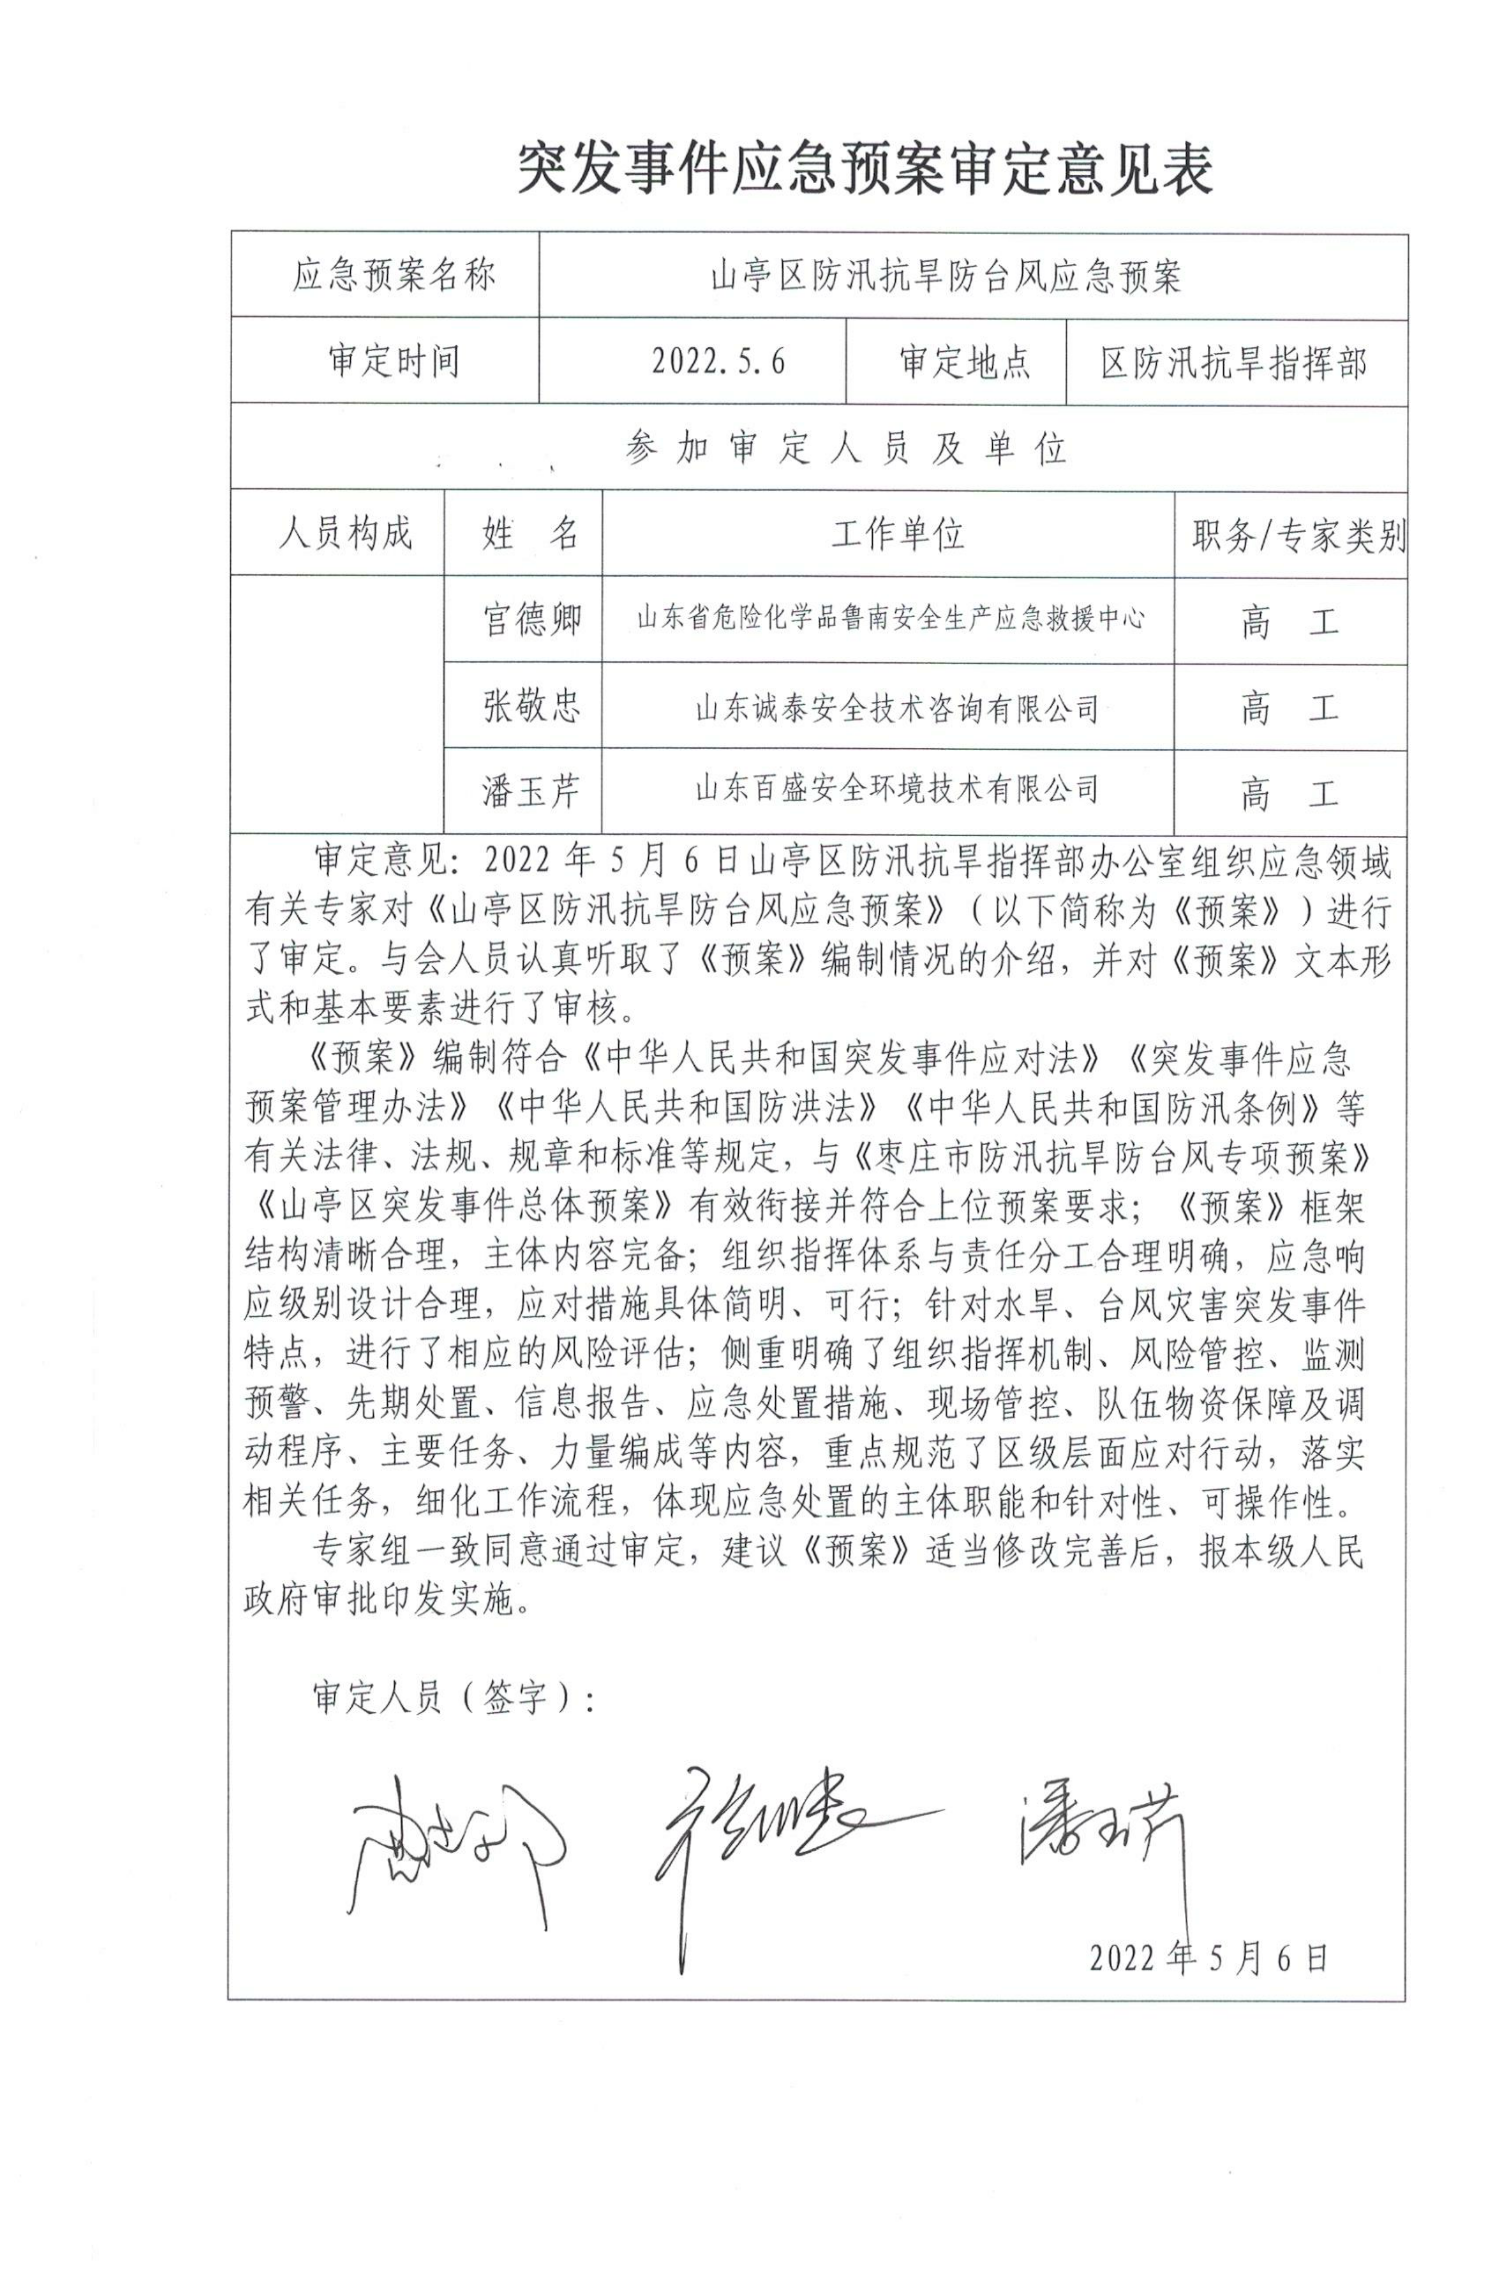 突发事件应急预案审定意见表
应急预案名称 山亭区防汛抗旱防台风应急预案
审定时间 2022.5.6 审定地点 区防汛抗旱指挥部
参加审定人员及单位
人员构成 姓 名 工作单位 职务/专家类别
宫德卿 山东省危险化学品鲁南安全生产应急救援中心 高 工
张敬忠 山东诚泰安全技术咨询有限公司 高 工
潘玉芹 山东百盛安全环境技术有限公司 高 工
审定意见：2022 年 5 月 6 日山亭区防汛抗旱指挥部办公室组织应急领域
有关专家对《山亭区防汛抗旱防台风应急预案》（以下简称为《预案》）进行
了审定。与会人员认真听取了《预案》编制情况的介绍，并对《预案》文本形
式和基本要素进行了审核。
《预案》编制符合《中华人民共和国突发事件应对法》《突发事件应急
预案管理办法》《中华人民共和国防洪法》《中华人民共和国防汛条例》等
有关法律、法规、规章和标准等规定，与《枣庄市防汛抗旱防台风专项预案》
《山亭区突发事件总体预案》有效衔接并符合上位预案要求；《预案》框架
结构清晰合理，主体内容完备；组织指挥体系与责任分工合理明确，应急响
应级别设计合理，应对措施具体简明、可行；针对水旱、台风灾害突发事件
特点，进行了相应的风险评估；侧重明确了组织指挥机制、风险管控、监测
预警、先期处置、信息报告、应急处置措施、现场管控、队伍物资保障及调
动程序、主要任务、力量编成等内容，重点规范了区级层面应对行动，落实
相关任务，细化工作流程，体现应急处置的主体职能和针对性、可操作性。
专家组一致同意通过审定，建议《预案》适当修改完善后，报本级人民
政府审批印发实施。
审定人员（签字）：
潘玉芹
2022 年 5 月 6 日